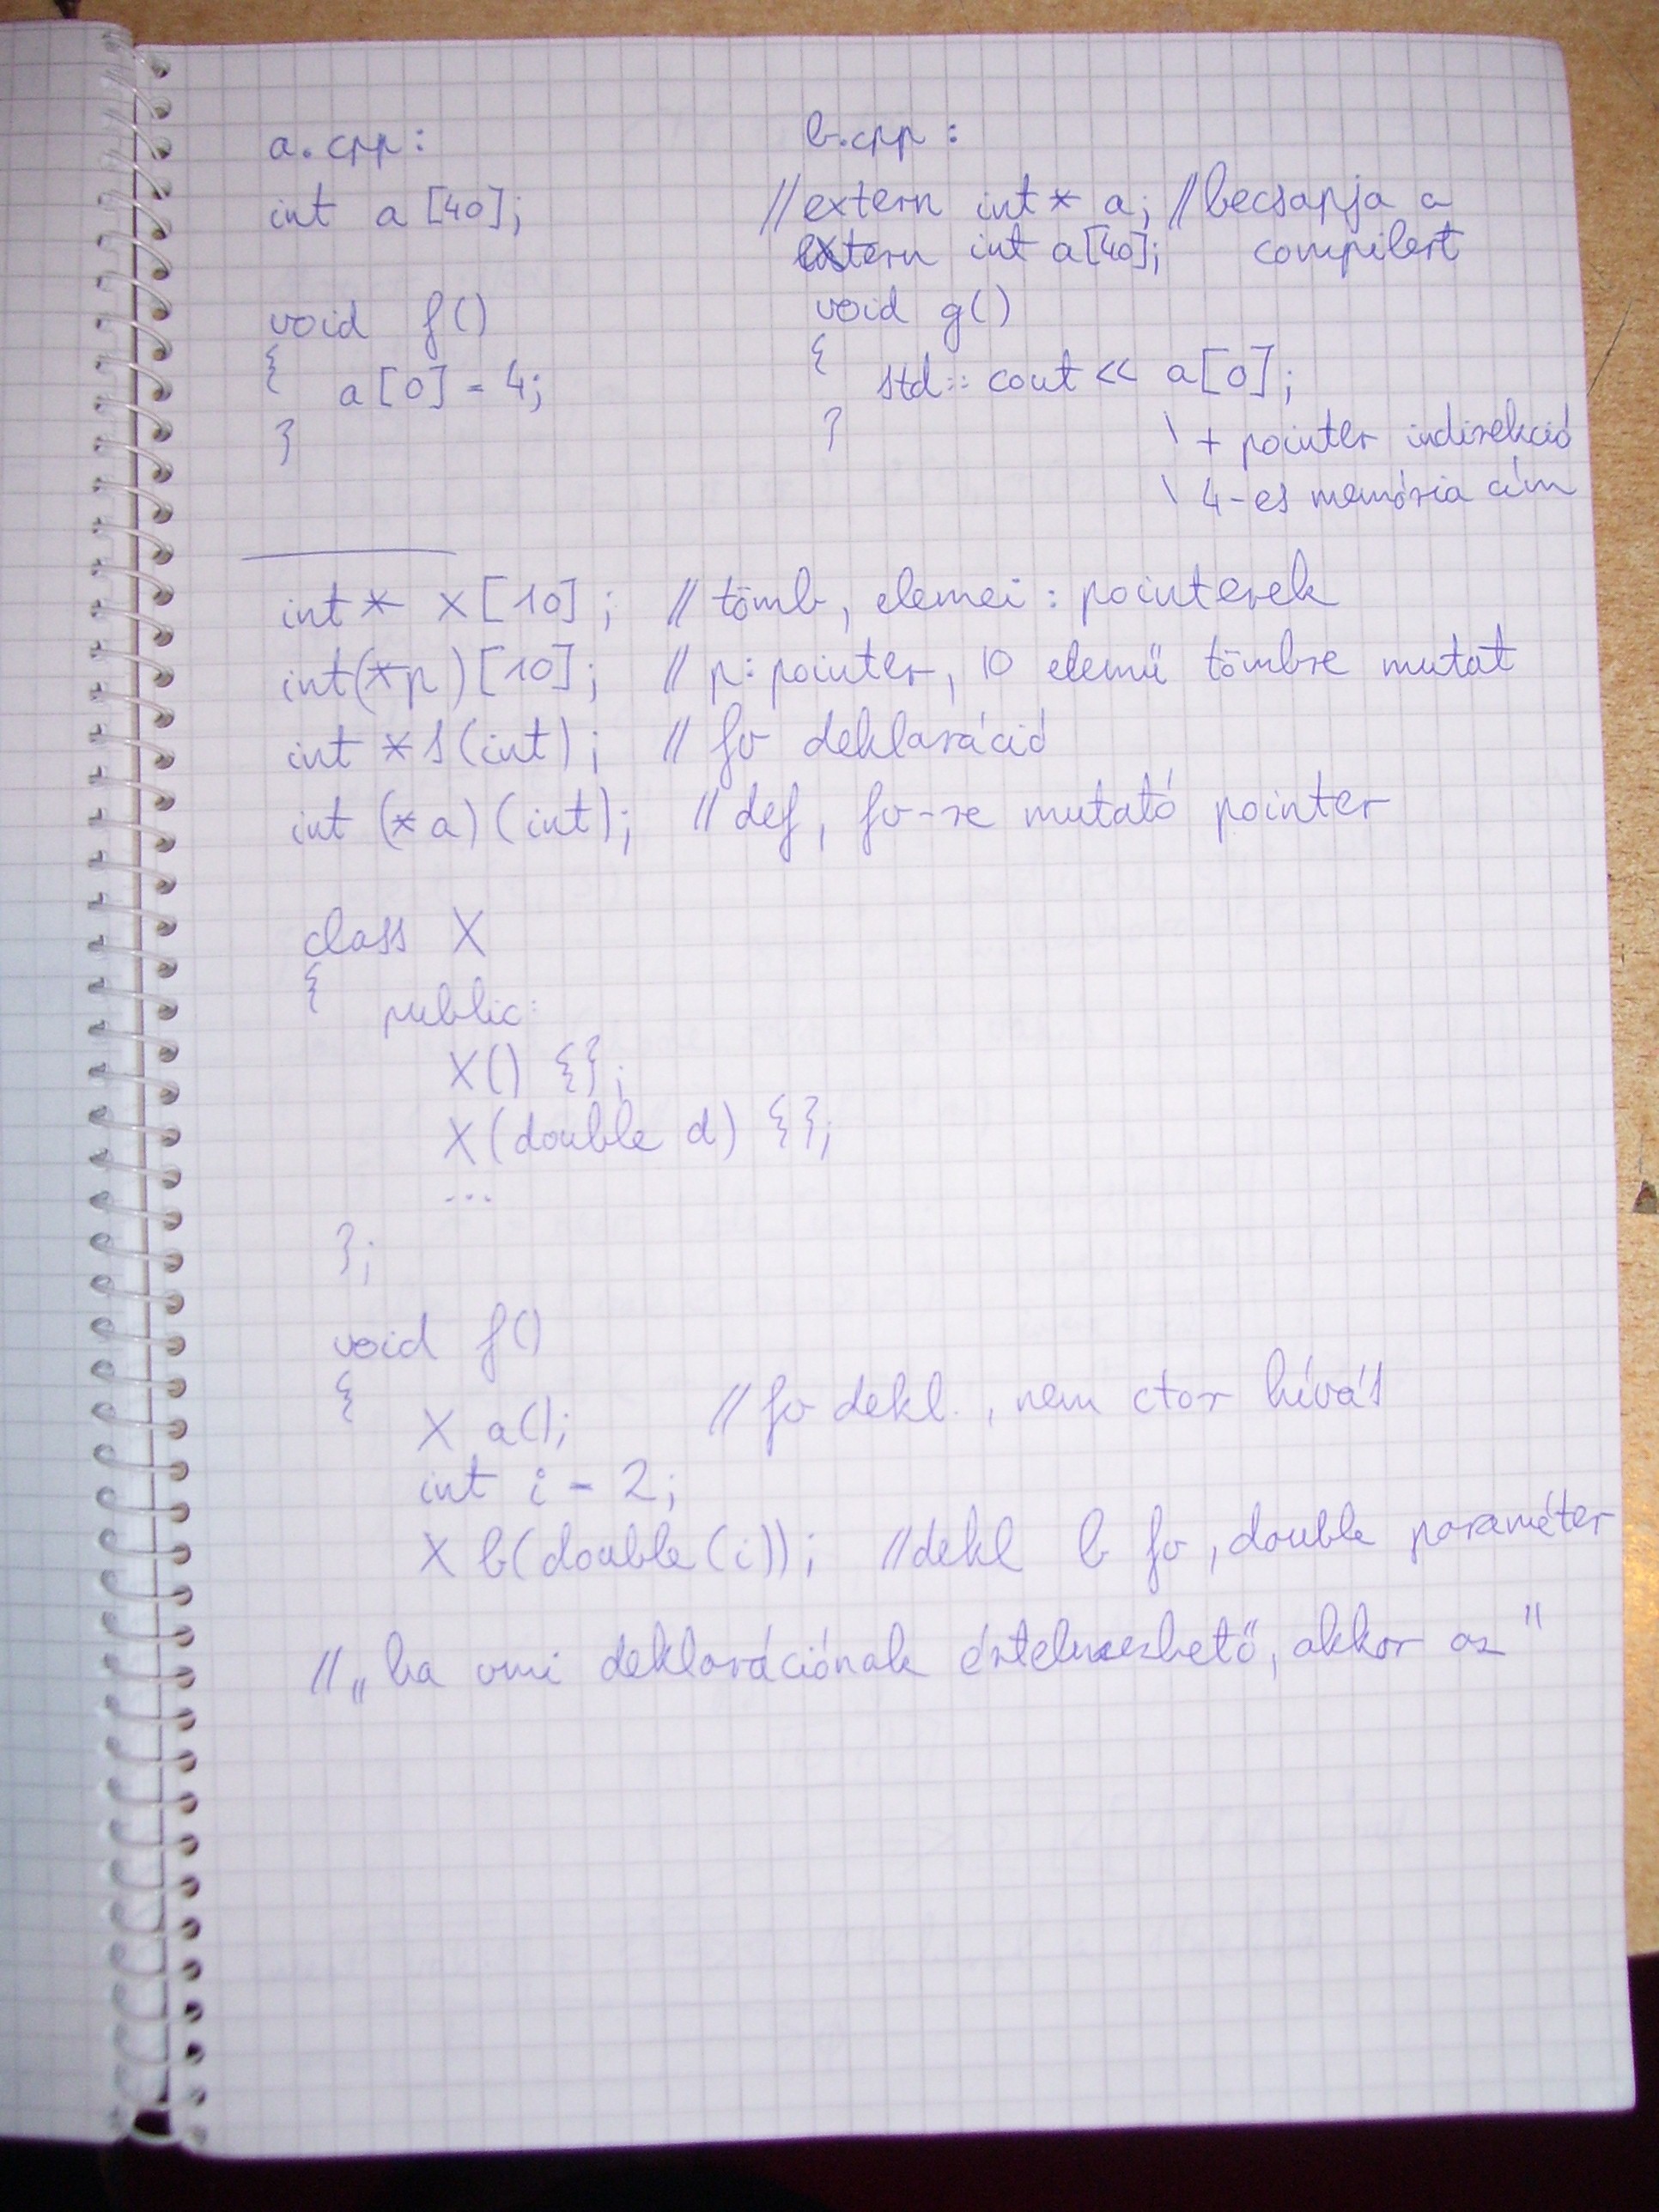 a.cpp:
int a[40];
void f()
{
a[0] = 4;
}
b.cpp:
//extern int* a; //becsapja a
extern int a[40]; compilert
void g()
{
std::cout << a[0];
}
\ + pointer indirekció
\ 4-es memória cím
int* x[10]; // tömb, elemei: pointerek
int(*p)[10]; // p: pointer, 10 elemű tömbre mutat
int *s(int); // fv deklaráció
int (*a)(int); // def, fv-re mutató pointer
class X
{ public:
X() {};
X(double d) {};
...
};
void f()
{
X a(); // fv dekl., nem ctor hívás
int i = 2;
X b(double(i)); //dekl b fv, double paraméter
// „ha vmi deklarációnak értelmezhető, akkor az"